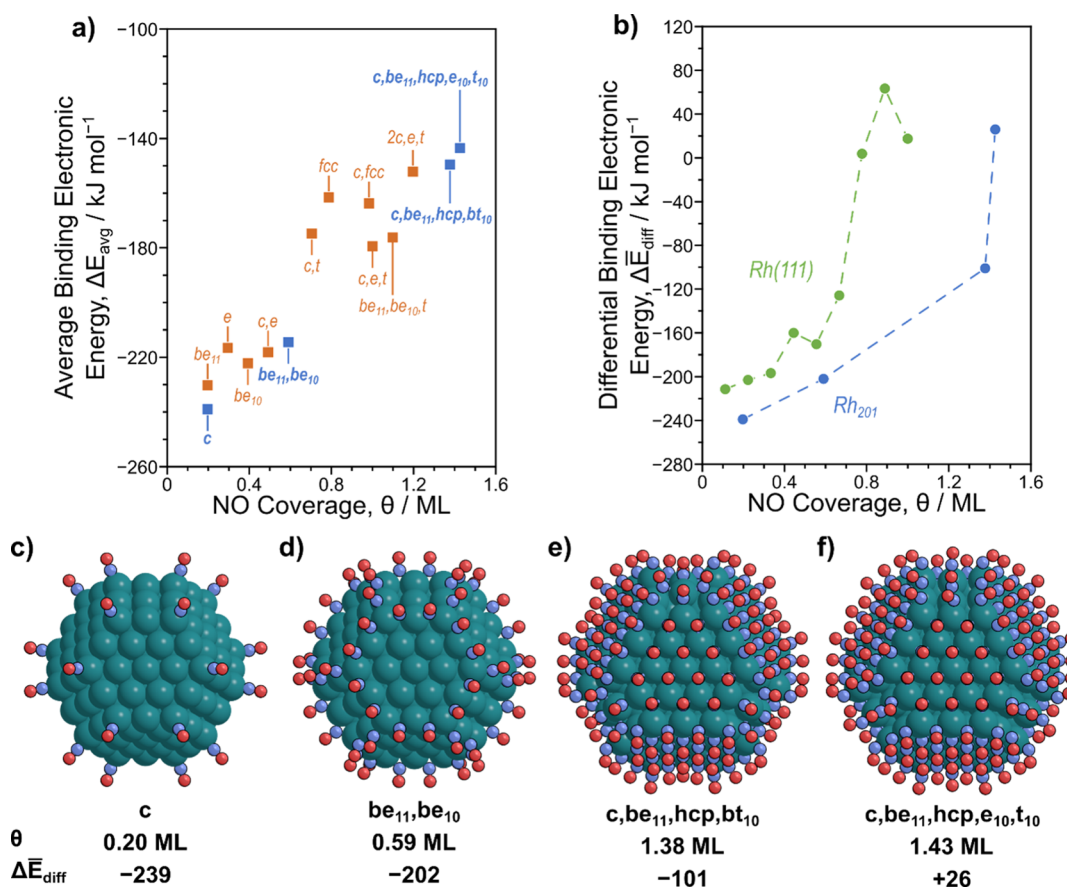 a)
Average Binding Electronic
Energy, ΔE_avg / kJ mol⁻¹
−100
−140
−180
−220
−260
0
0.4
0.8
1.2
1.6
NO Coverage, θ / ML
c,be₁₁,hcp,e₁₀,t₁₀
2c,e,t
fcc
c,fcc
c,be₁₁,hcp,bt₁₀
c,t
c,e,t
be₁₁,be₁₀,t
e
c,e
be₁₁
be₁₀
be₁₁,be₁₀
c
b)
Differential Binding Electronic
Energy, ΔE̅_diff / kJ mol⁻¹
120
80
40
0
−40
−80
−120
−160
−200
−240
−280
0
0.4
0.8
1.2
1.6
NO Coverage, θ / ML
Rh(111)
Rh₂₀₁
c)
d)
e)
f)
c
be₁₁,be₁₀
c,be₁₁,hcp,bt₁₀
c,be₁₁,hcp,e₁₀,t₁₀
θ
0.20 ML
0.59 ML
1.38 ML
1.43 ML
ΔE̅_diff
−239
−202
−101
+26